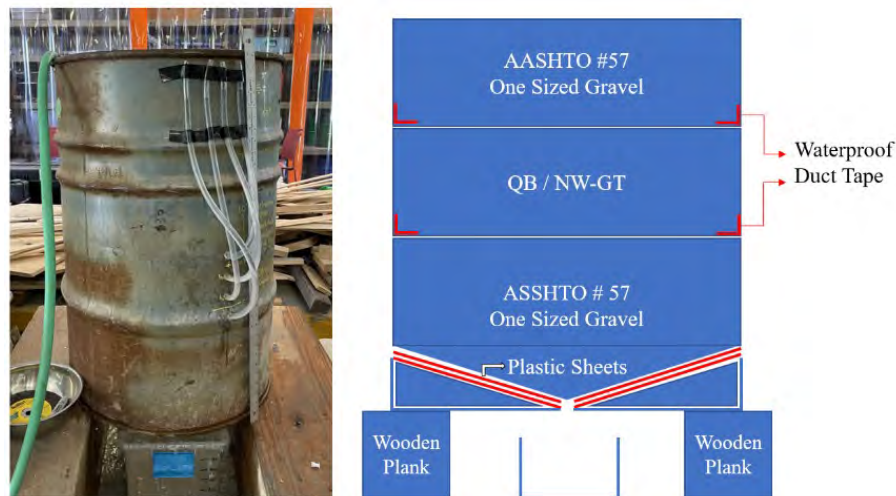 AASHTO #57
One Sized Gravel
Waterproof
Duct Tape
QB / NW-GT
ASSHTO # 57
One Sized Gravel
Plastic Sheets
Wooden
Plank
Wooden
Plank